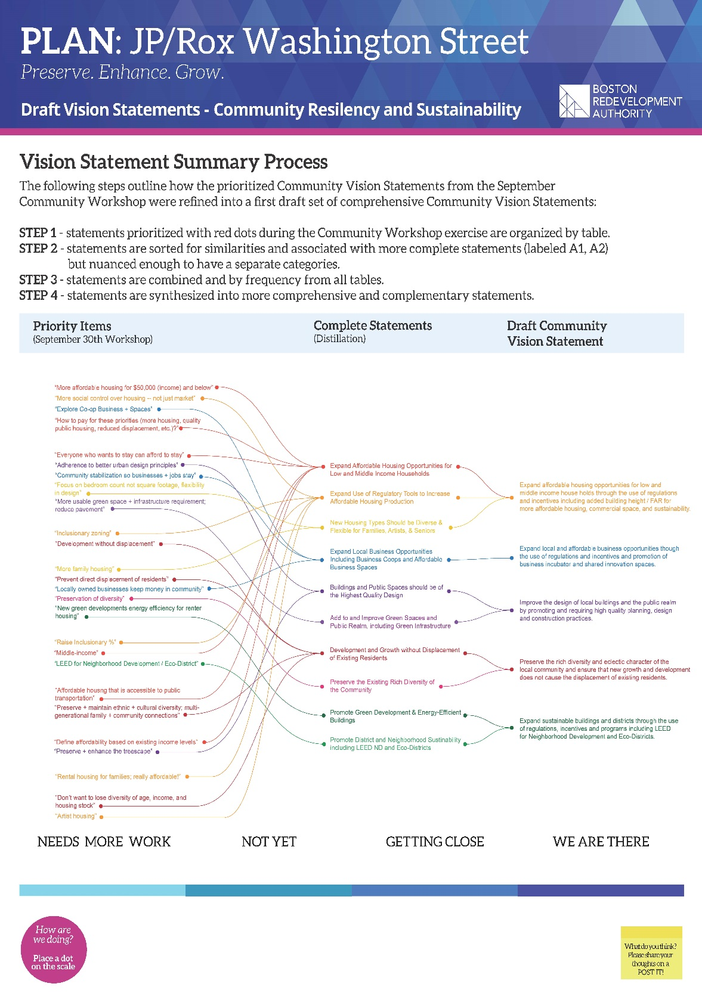 PLAN: JP/Rox Washington Street
Preserve. Enhance. Grow.
Draft Vision Statements - Community Resilency and Sustainability
BOSTON
REDEVELOPMENT
AUTHORITY
Vision Statement Summary Process
The following steps outline how the prioritized Community Vision Statements from the September
Community Workshop were refined into a first draft set of comprehensive Community Vision Statements:
STEP 1 - statements prioritized with red dots during the Community Workshop exercise are organized by table.
STEP 2 - statements are sorted for similarities and associated with more complete statements (labeled A1, A2)
but nuanced enough to have a separate categories.
STEP 3 - statements are combined and by frequency from all tables.
STEP 4 - statements are synthesized into more comprehensive and complementary statements.
Priority Items
(September 30th Workshop)
Complete Statements
(Distillation)
Draft Community
Vision Statement
"More affordable housing for $50,000 (income) and below"
"More social control over housing -- not just market"
"Explore Co-op Business + Spaces"
"How to pay for these priorities (more housing, quality
public housing, reduced displacement, etc.)?"
"Everyone who wants to stay can afford to stay"
"Adherence to better urban design principles"
"Community stabilization so businesses + jobs stay"
"Focus on bedroom count not square footage, flexibility
in design"
"More usable green space + infrastructure requirement;
reduce pavement"
"Inclusionary zoning"
"Development without displacement"
"More family housing"
"Prevent direct displacement of residents"
"Locally owned businesses keep money in community"
"Preservation of diversity"
"New green developments energy efficiency for renter
housing"
"Raise Inclusionary %"
"Middle-income"
"LEED for Neighborhood Development / Eco-District"
"Affordable housng that is accessible to public
transportation"
"Preserve + maintain ethnic + cultural diversity; multi-
generational family + community connections"
"Define affordability based on existing income levels"
"Preserve + enhance the treescape"
"Rental housing for families; really affordable!"
"Don't want to lose diversity of age, income, and
housing stock"
"Artist housing"
Expand Affordable Housing Opportunities for
Low and Middle Income Households
Expand Use of Regulatory Tools to Increase
Affordable Housing Production
New Housing Types Should be Diverse &
Flexible for Families, Artists, & Seniors
Expand Local Business Opportunities
Including Business Coops and Affordable
Business Spaces
Buildings and Public Spaces should be of
the Highest Quality Design
Add to and Improve Green Spaces and
Public Realm, including Green Infrastructure
Development and Growth without Displacement
of Existing Residents
Preserve the Existing Rich Diversity of
the Community
Promote Green Development & Energy-Efficient
Buildings
Promote District and Neighborhood Sustinability
including LEED ND and Eco-Districts
Expand affordable housing opportunities for low and
middle income house holds through the use of regulations
and incentives including added building height / FAR for
more affordable housing, commercial space, and sustainability.
Expand local and affordable business opportunities though
the use of regulations and incentives and promotion of
business incubator and shared innovation spaces.
Improve the design of local buildings and the public realm
by promoting and requiring high quality planning, design
and construction practices.
Preserve the rich diversity and eclectic character of the
local community and ensure that new growth and development
does not cause the displacement of existing residents.
Expand sustainable buildings and districts through the use
of regulations, incentives and programs including LEED
for Neighborhood Development and Eco-Districts.
NEEDS MORE WORK
NOT YET
GETTING CLOSE
WE ARE THERE
How are
we doing?
Place a dot
on the scale
What do you think?
Please share your
thoughts on a
POST IT!